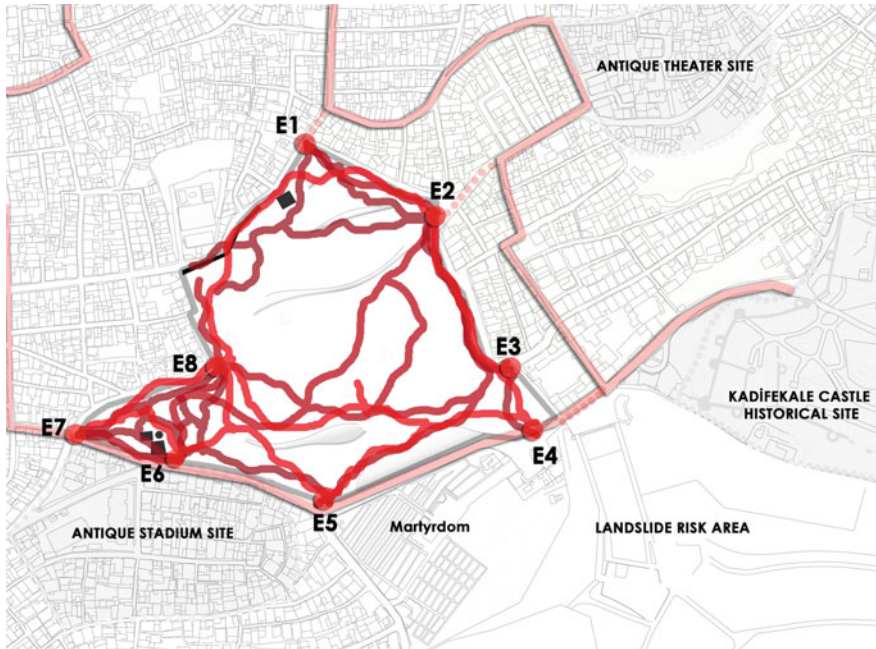 ANTIQUE THEATER SITE
E1
E2
E3
E8
KADİFEKALE CASTLE
HISTORICAL SITE
E7
E4
E6
E5
ANTIQUE STADIUM SITE
Martyrdom
LANDSLIDE RISK AREA